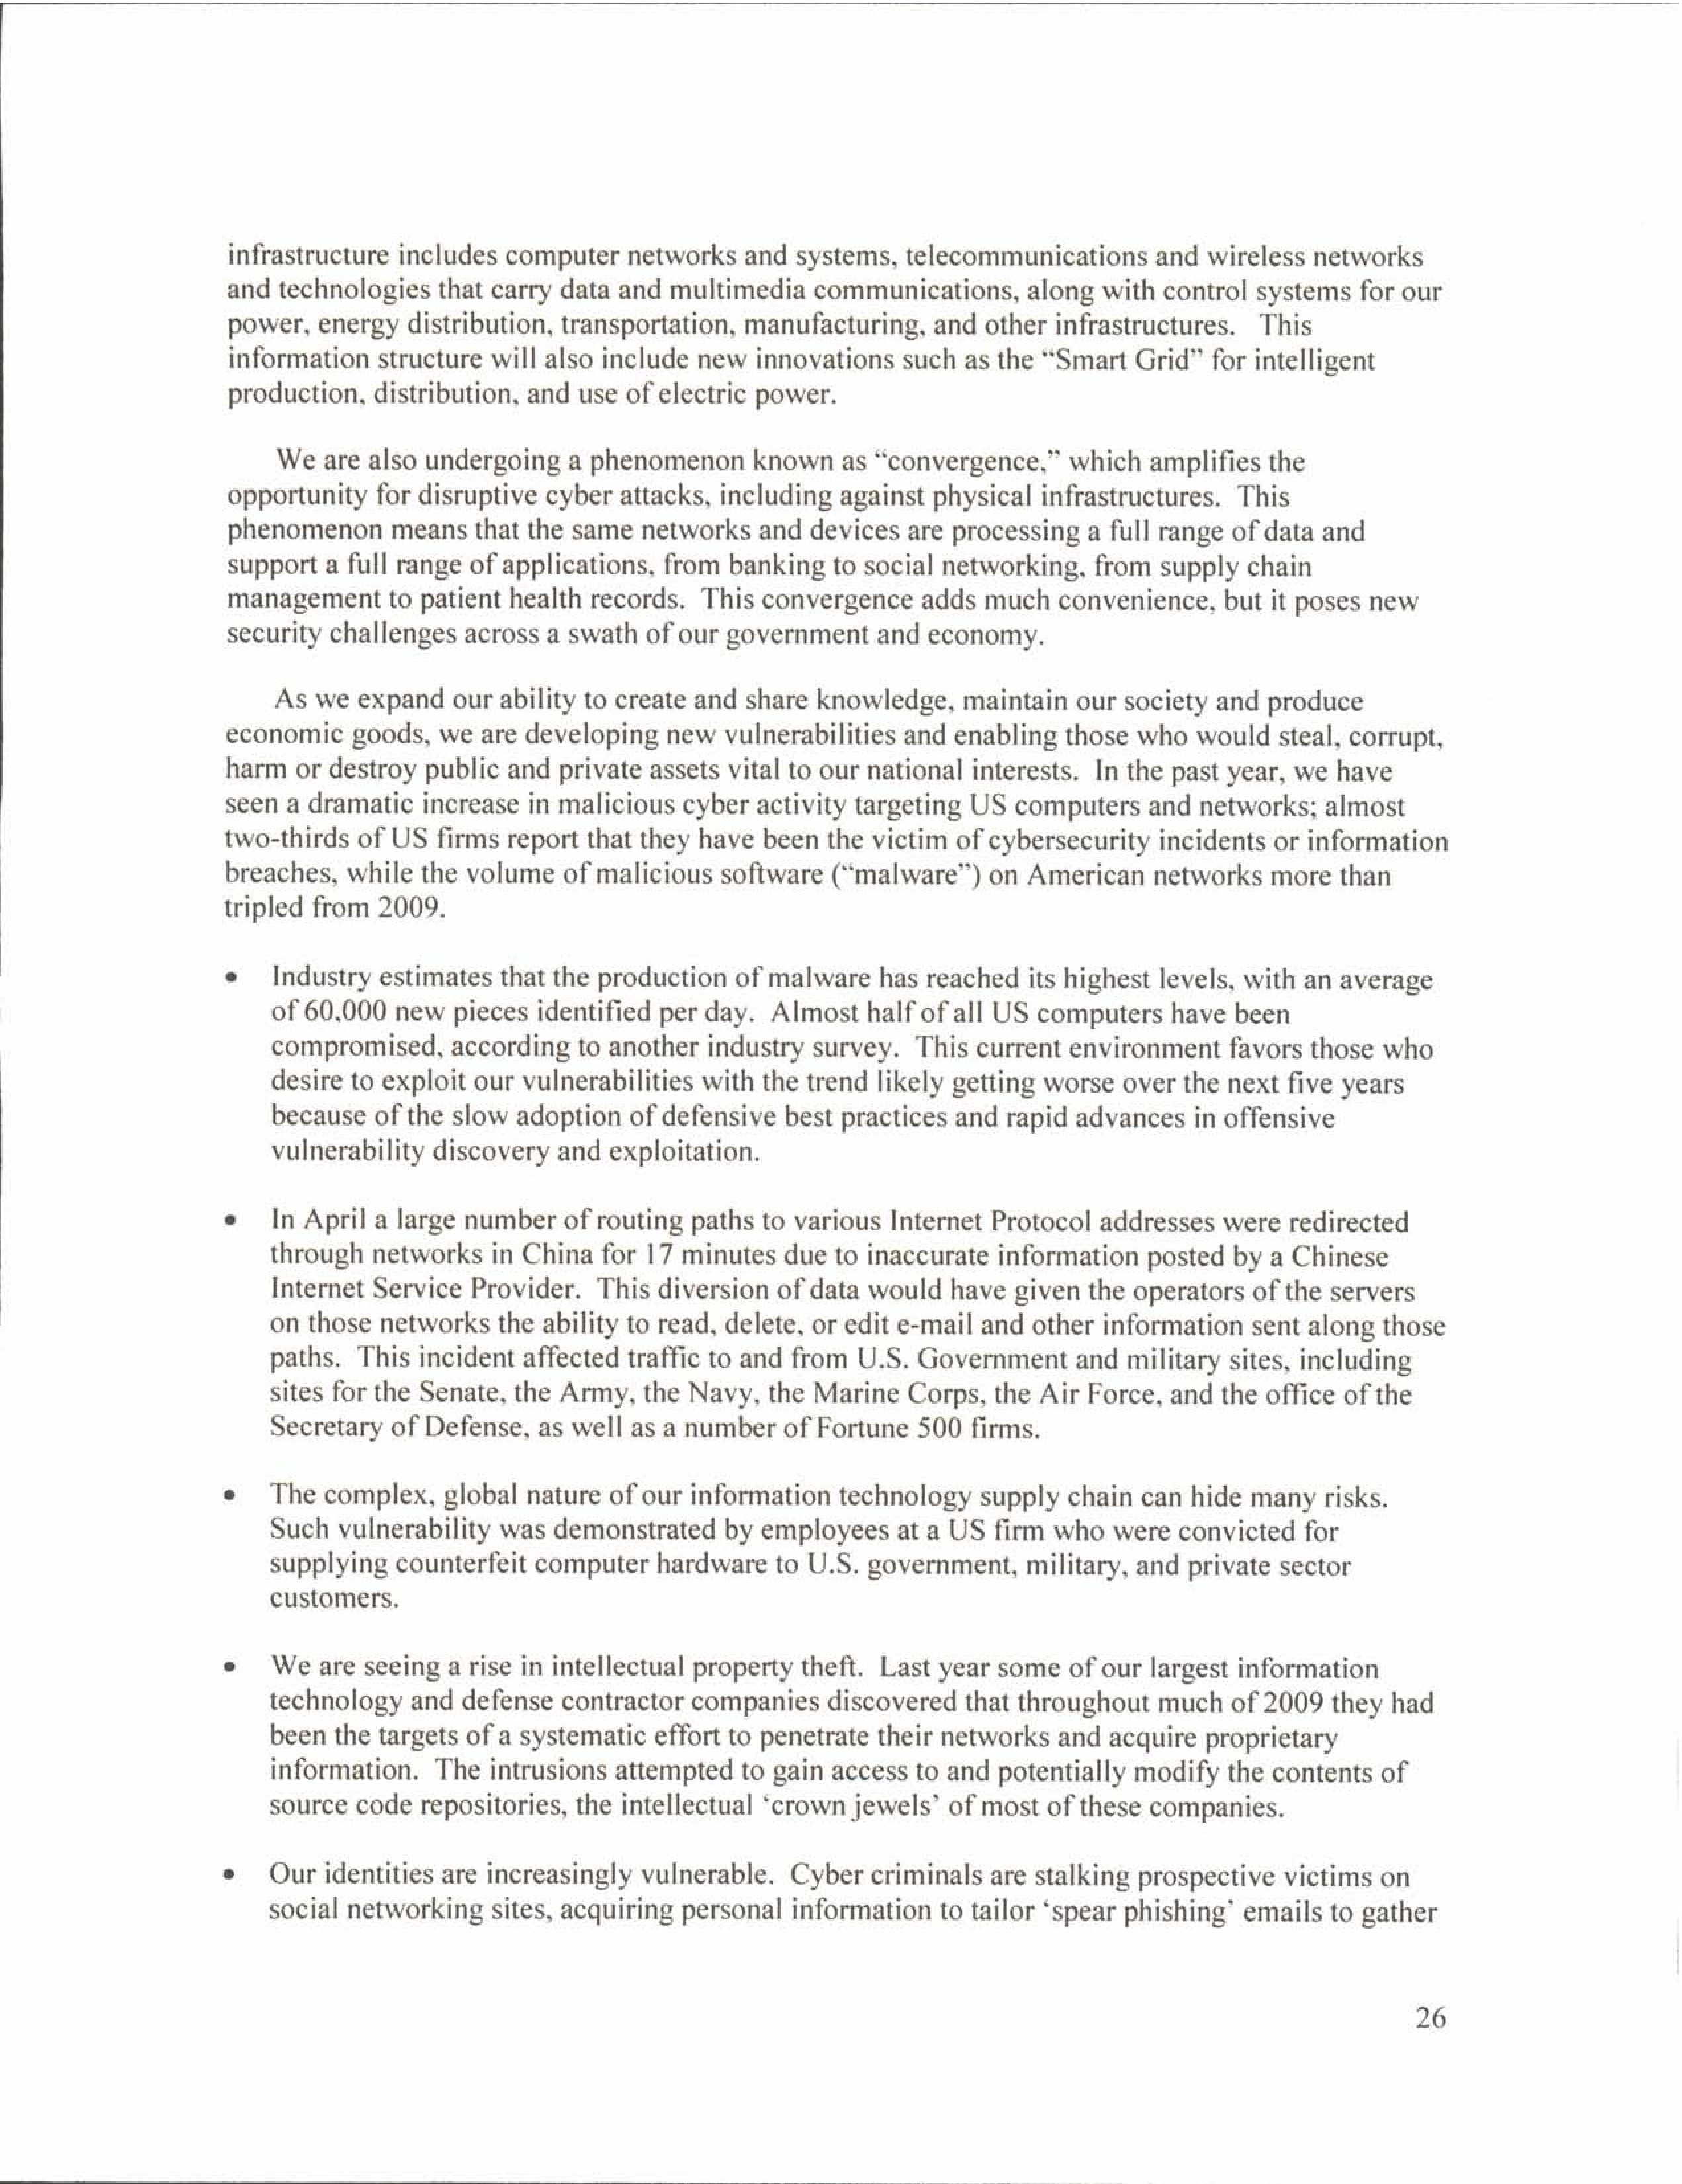 infrastructure includes computer networks and systems, telecommunications and wireless networks
and technologies that carry data and multimedia communications, along with control systems for our
power, energy distribution, transportation, manufacturing, and other infrastructures. This
information structure will also include new innovations such as the “Smart Grid” for intelligent
production, distribution, and use of electric power.
We are also undergoing a phenomenon known as “convergence,” which amplifies the
opportunity for disruptive cyber attacks, including against physical infrastructures. This
phenomenon means that the same networks and devices are processing a full range of data and
support a full range of applications, from banking to social networking, from supply chain
management to patient health records. This convergence adds much convenience, but it poses new
security challenges across a swath of our government and economy.
As we expand our ability to create and share knowledge, maintain our society and produce
economic goods, we are developing new vulnerabilities and enabling those who would steal, corrupt,
harm or destroy public and private assets vital to our national interests. In the past year, we have
seen a dramatic increase in malicious cyber activity targeting US computers and networks; almost
two-thirds of US firms report that they have been the victim of cybersecurity incidents or information
breaches, while the volume of malicious software (“malware”) on American networks more than
tripled from 2009.
• Industry estimates that the production of malware has reached its highest levels, with an average
of 60,000 new pieces identified per day. Almost half of all US computers have been
compromised, according to another industry survey. This current environment favors those who
desire to exploit our vulnerabilities with the trend likely getting worse over the next five years
because of the slow adoption of defensive best practices and rapid advances in offensive
vulnerability discovery and exploitation.
• In April a large number of routing paths to various Internet Protocol addresses were redirected
through networks in China for 17 minutes due to inaccurate information posted by a Chinese
Internet Service Provider. This diversion of data would have given the operators of the servers
on those networks the ability to read, delete, or edit e-mail and other information sent along those
paths. This incident affected traffic to and from U.S. Government and military sites, including
sites for the Senate, the Army, the Navy, the Marine Corps, the Air Force, and the office of the
Secretary of Defense, as well as a number of Fortune 500 firms.
• The complex, global nature of our information technology supply chain can hide many risks.
Such vulnerability was demonstrated by employees at a US firm who were convicted for
supplying counterfeit computer hardware to U.S. government, military, and private sector
customers.
• We are seeing a rise in intellectual property theft. Last year some of our largest information
technology and defense contractor companies discovered that throughout much of 2009 they had
been the targets of a systematic effort to penetrate their networks and acquire proprietary
information. The intrusions attempted to gain access to and potentially modify the contents of
source code repositories, the intellectual ‘crown jewels’ of most of these companies.
• Our identities are increasingly vulnerable. Cyber criminals are stalking prospective victims on
social networking sites, acquiring personal information to tailor ‘spear phishing’ emails to gather
26